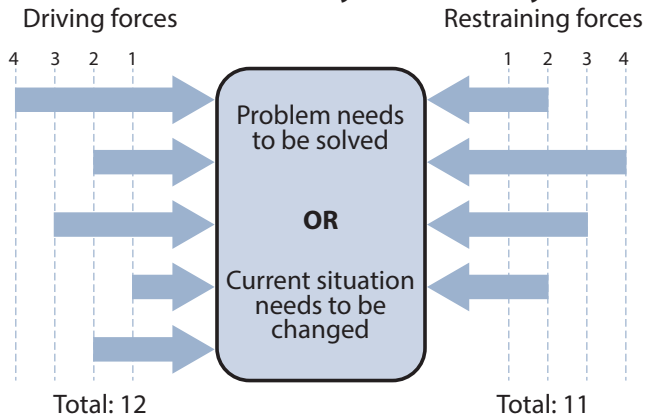 Driving forces
Restraining forces
4 3 2 1
1 2 3 4
Problem needs
to be solved
OR
Current situation
needs to be
changed
Total: 12
Total: 11